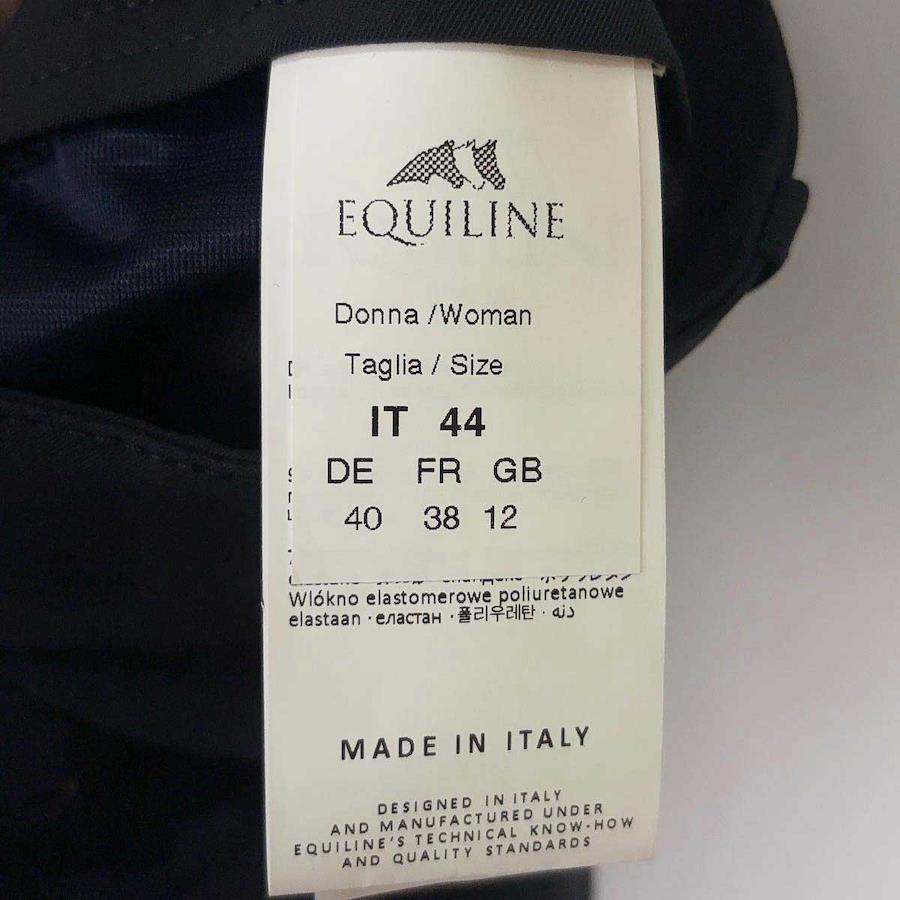 EQUILINE
Donna /Woman
Taglia / Size
IT 44
DE FR GB
40 38 12
Wlókno elastomerowe poliuretanowe
elastaan · еластан · 폴리우레탄 ·
MADE IN ITALY
DESIGNED IN ITALY
AND MANUFACTURED UNDER
EQUILINE'S TECHNICAL KNOW-HOW
AND QUALITY STANDARDS